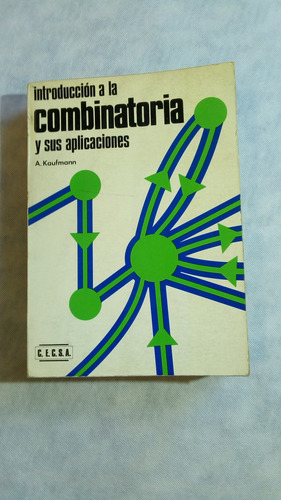 introducción a la
combinatoria
y sus aplicaciones
A. Kaufmann
C. E. C. S. A.